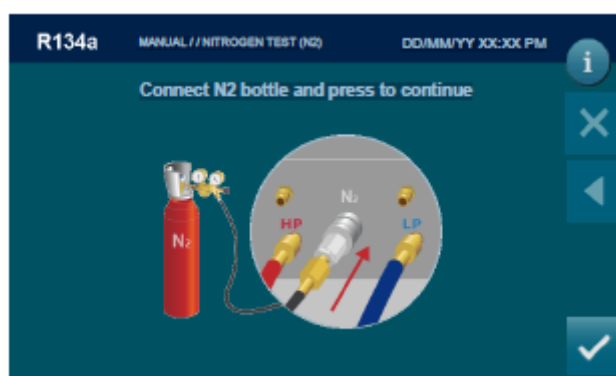 R134a MANUAL / / NITROGEN TEST (N2) DD/MM/YY XX:XX PM
Connect N2 bottle and press to continue
N₂
HP
LP
N₂